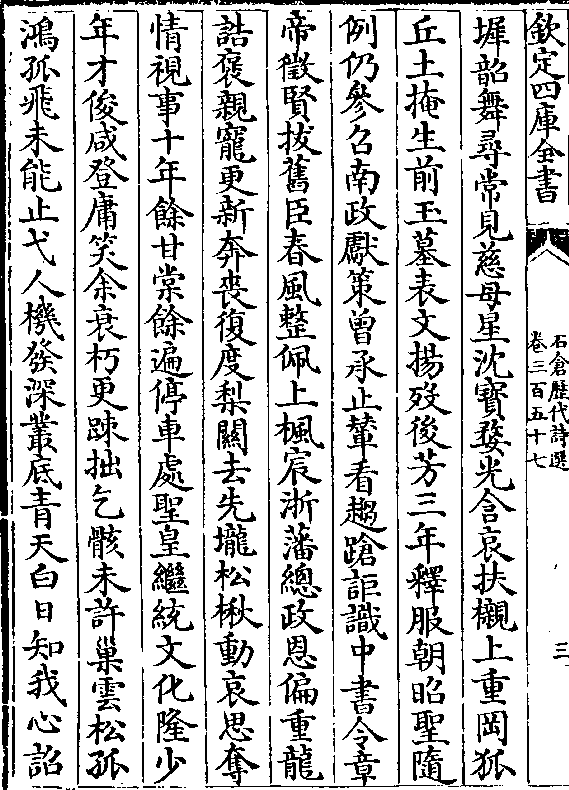 欽定四庫全書
石倉歷代詩選
卷三百五十七
三
墀韶舞尋常見慈母星沈寶婺光含哀扶櫬上重岡狐
丘土掩生前玉墓表文揚歿後芳三年釋服朝昭聖隨
例仍參召南政獻策曾承止輦看趨蹌詎識中書令章
帝徵賢拔舊臣春風整佩上楓宸浙藩總政恩偏重龍
誥褒親寵更新奔喪復度梨關去先壠松楸動哀思奪
情視事十年餘甘棠餘遍停車處聖皇繼統文化隆少
年才俊咸登庸笑余衰朽更踈拙乞骸未許巢雲松孤
鴻孤飛未能止弋人機發深叢底青天白日知我心詔